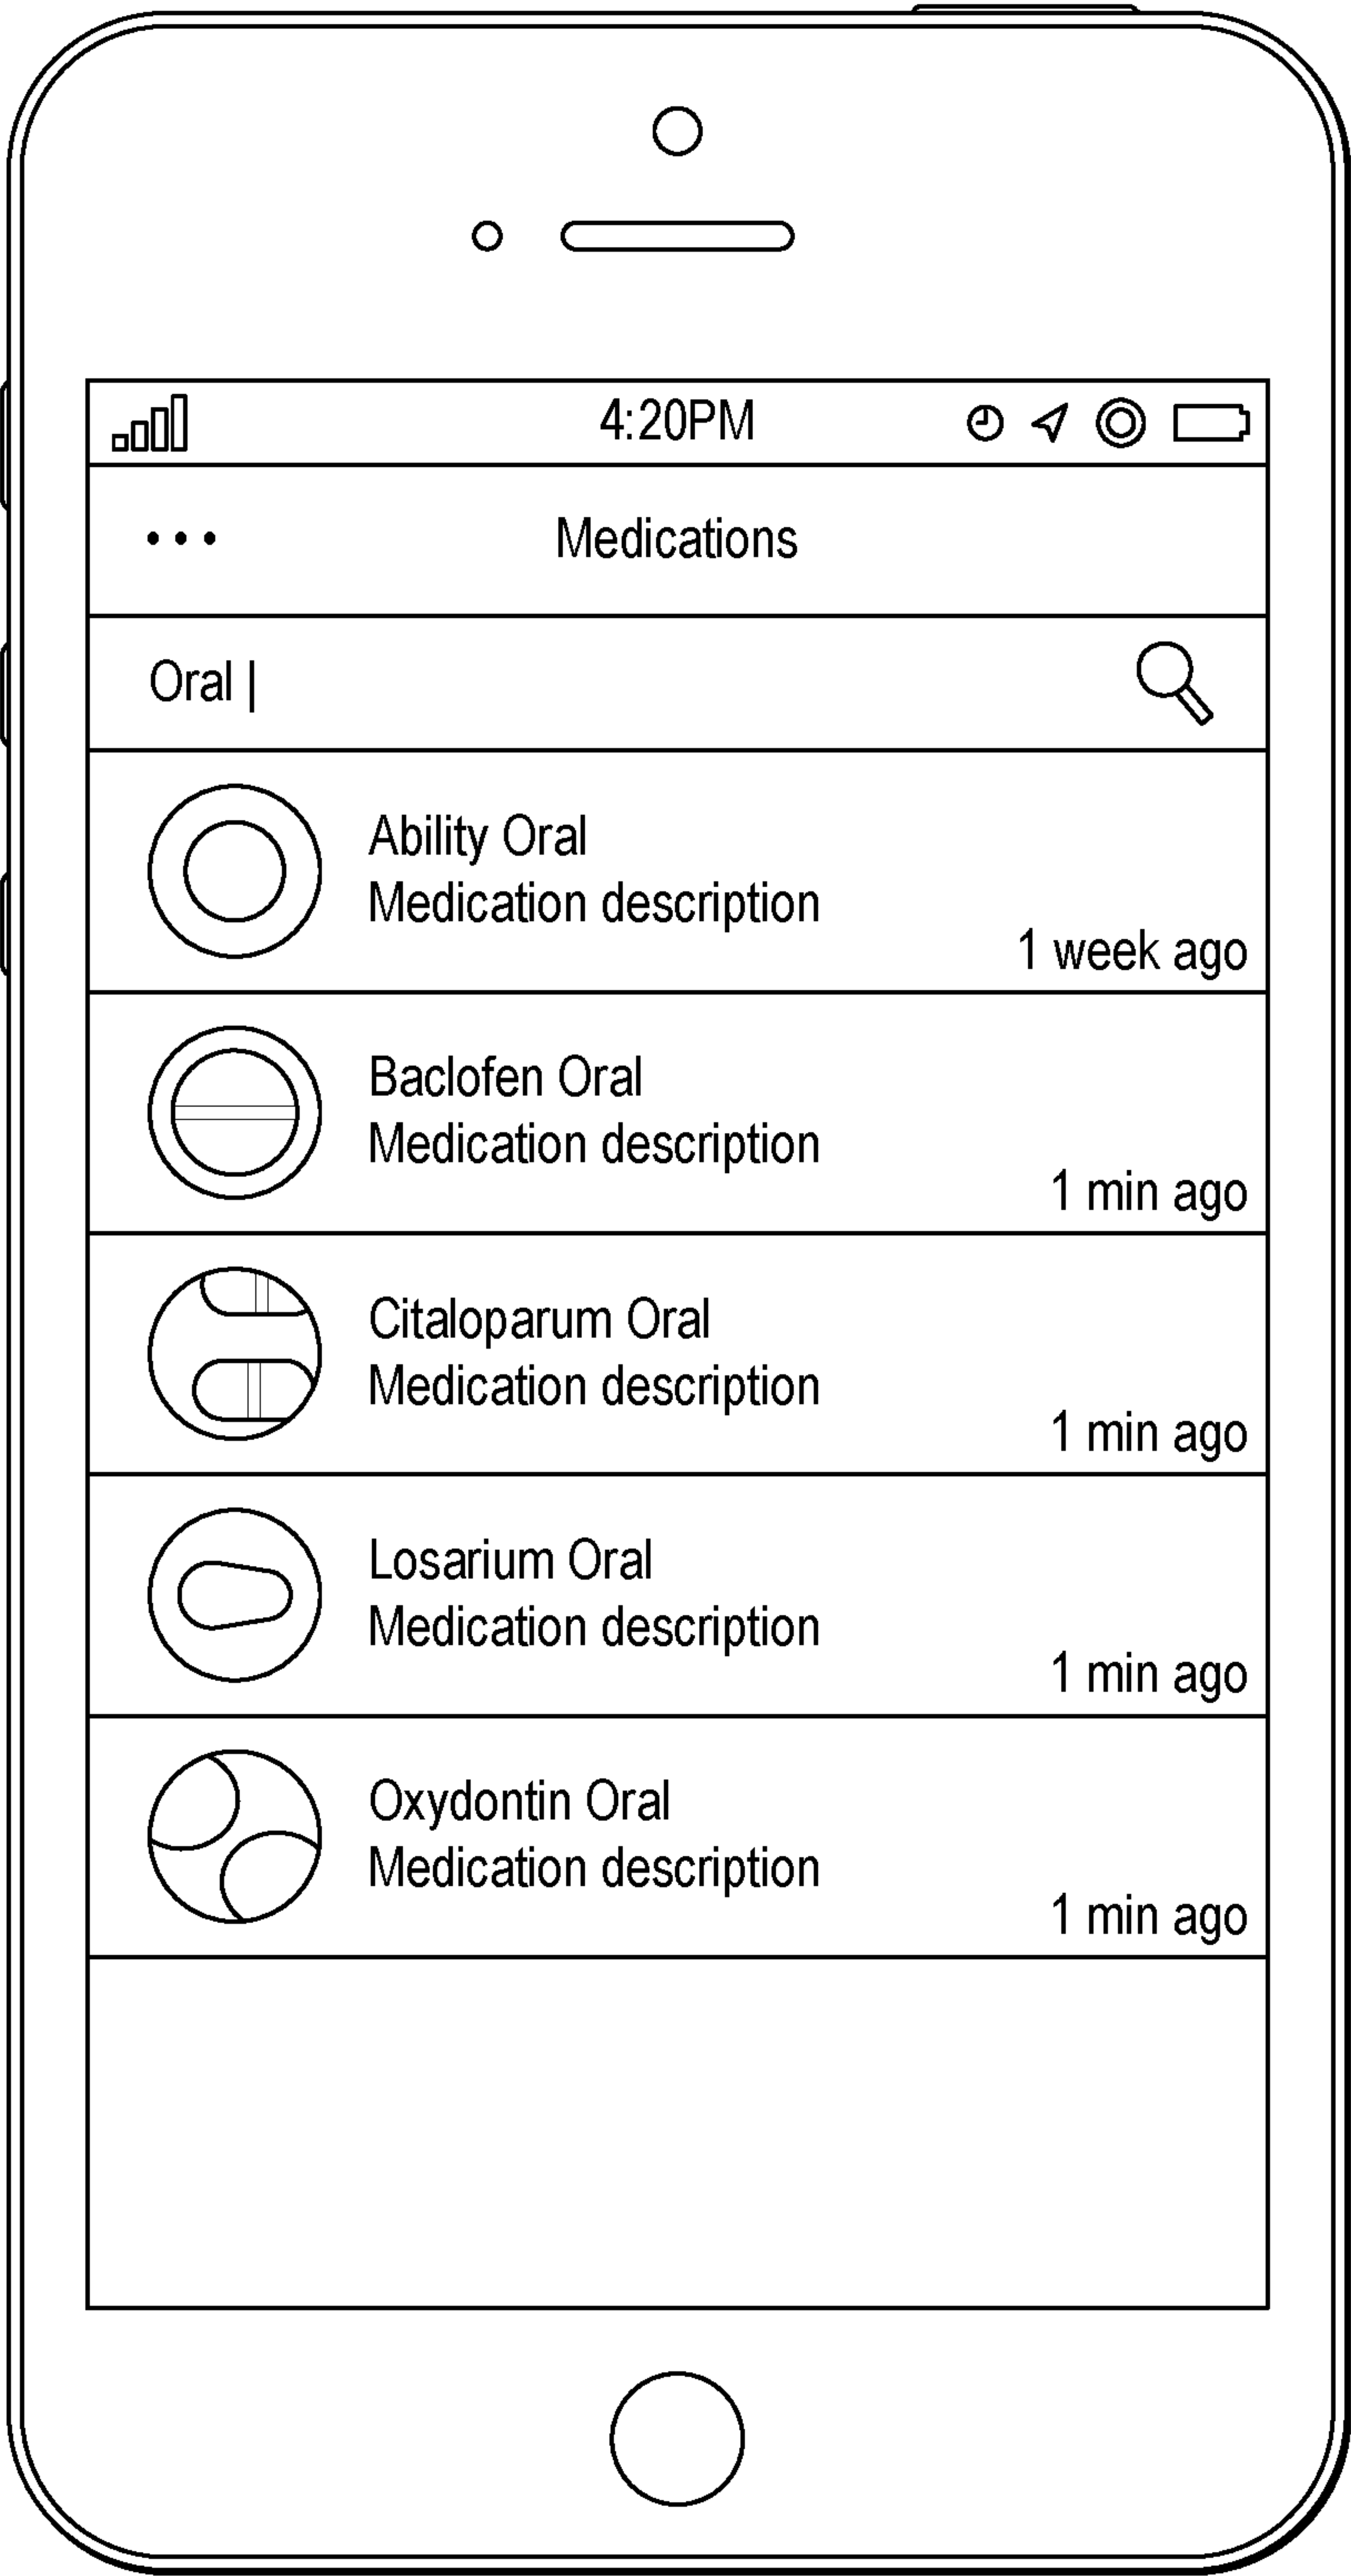 4:20PM
Medications
Oral
Ability Oral
Medication description
1 week ago
Baclofen Oral
Medication description
1 min ago
Citaloparum Oral
Medication description
1 min ago
Losarium Oral
Medication description
1 min ago
Oxydontin Oral
Medication description
1 min ago